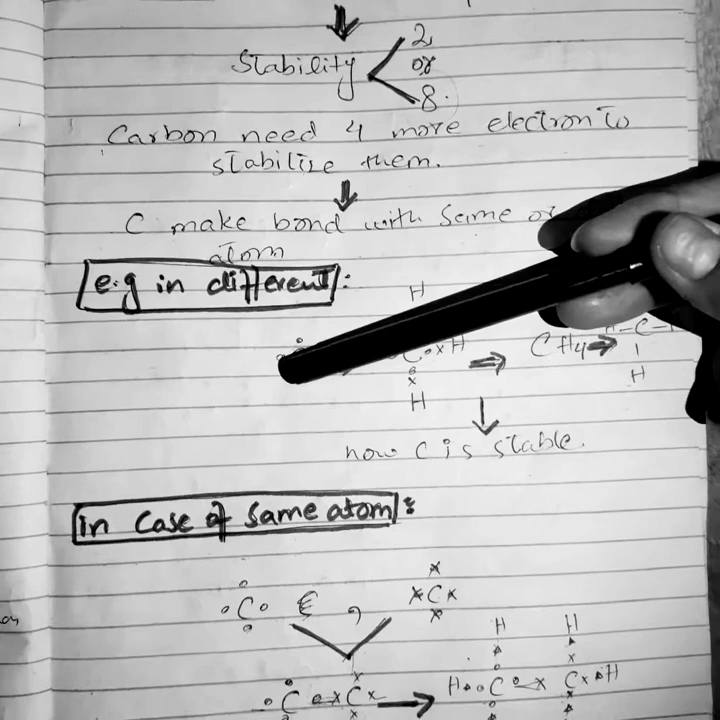 Stability
2
or
8.
Carbon need 4 more electron to
stabilize them.
C make bond with same or
atom
e.g in different:
H
C H
H
CH4
C
H
now C is stable.
in Case of same atom:
C
C
H H
C C
H C C H